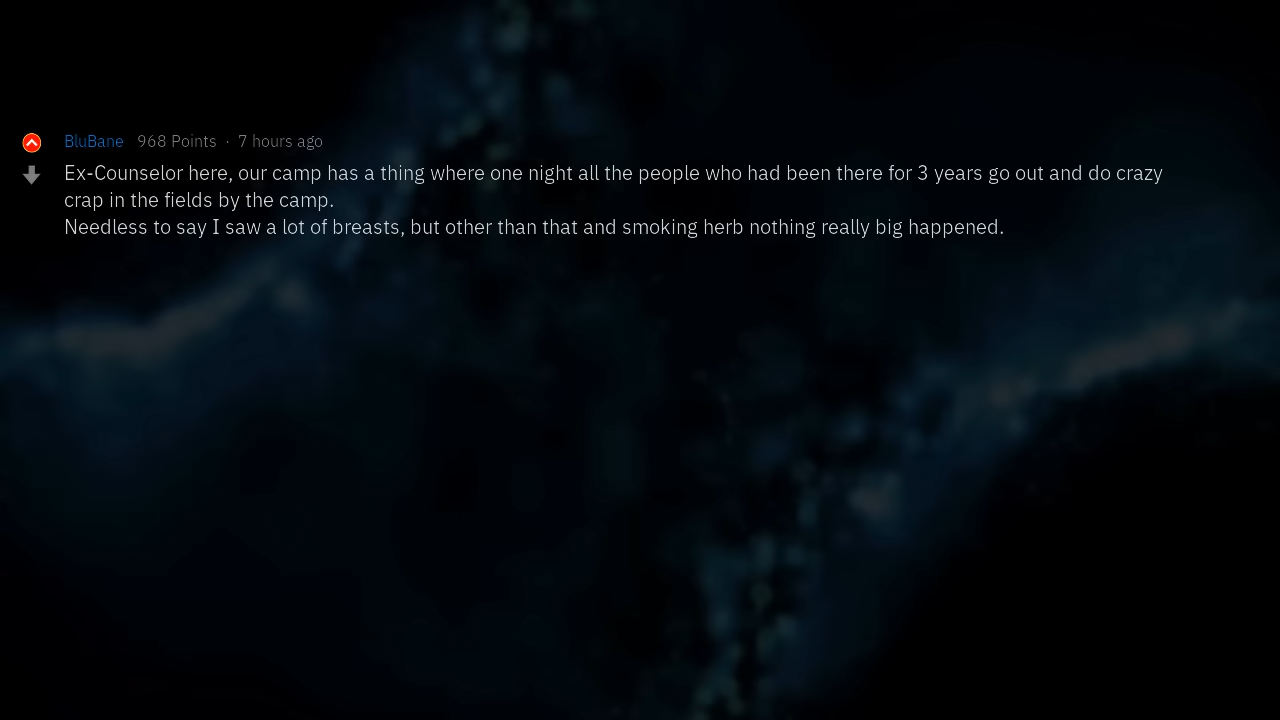 BluBane 968 Points · 7 hours ago
Ex-Counselor here, our camp has a thing where one night all the people who had been there for 3 years go out and do crazy
crap in the fields by the camp.
Needless to say I saw a lot of breasts, but other than that and smoking herb nothing really big happened.